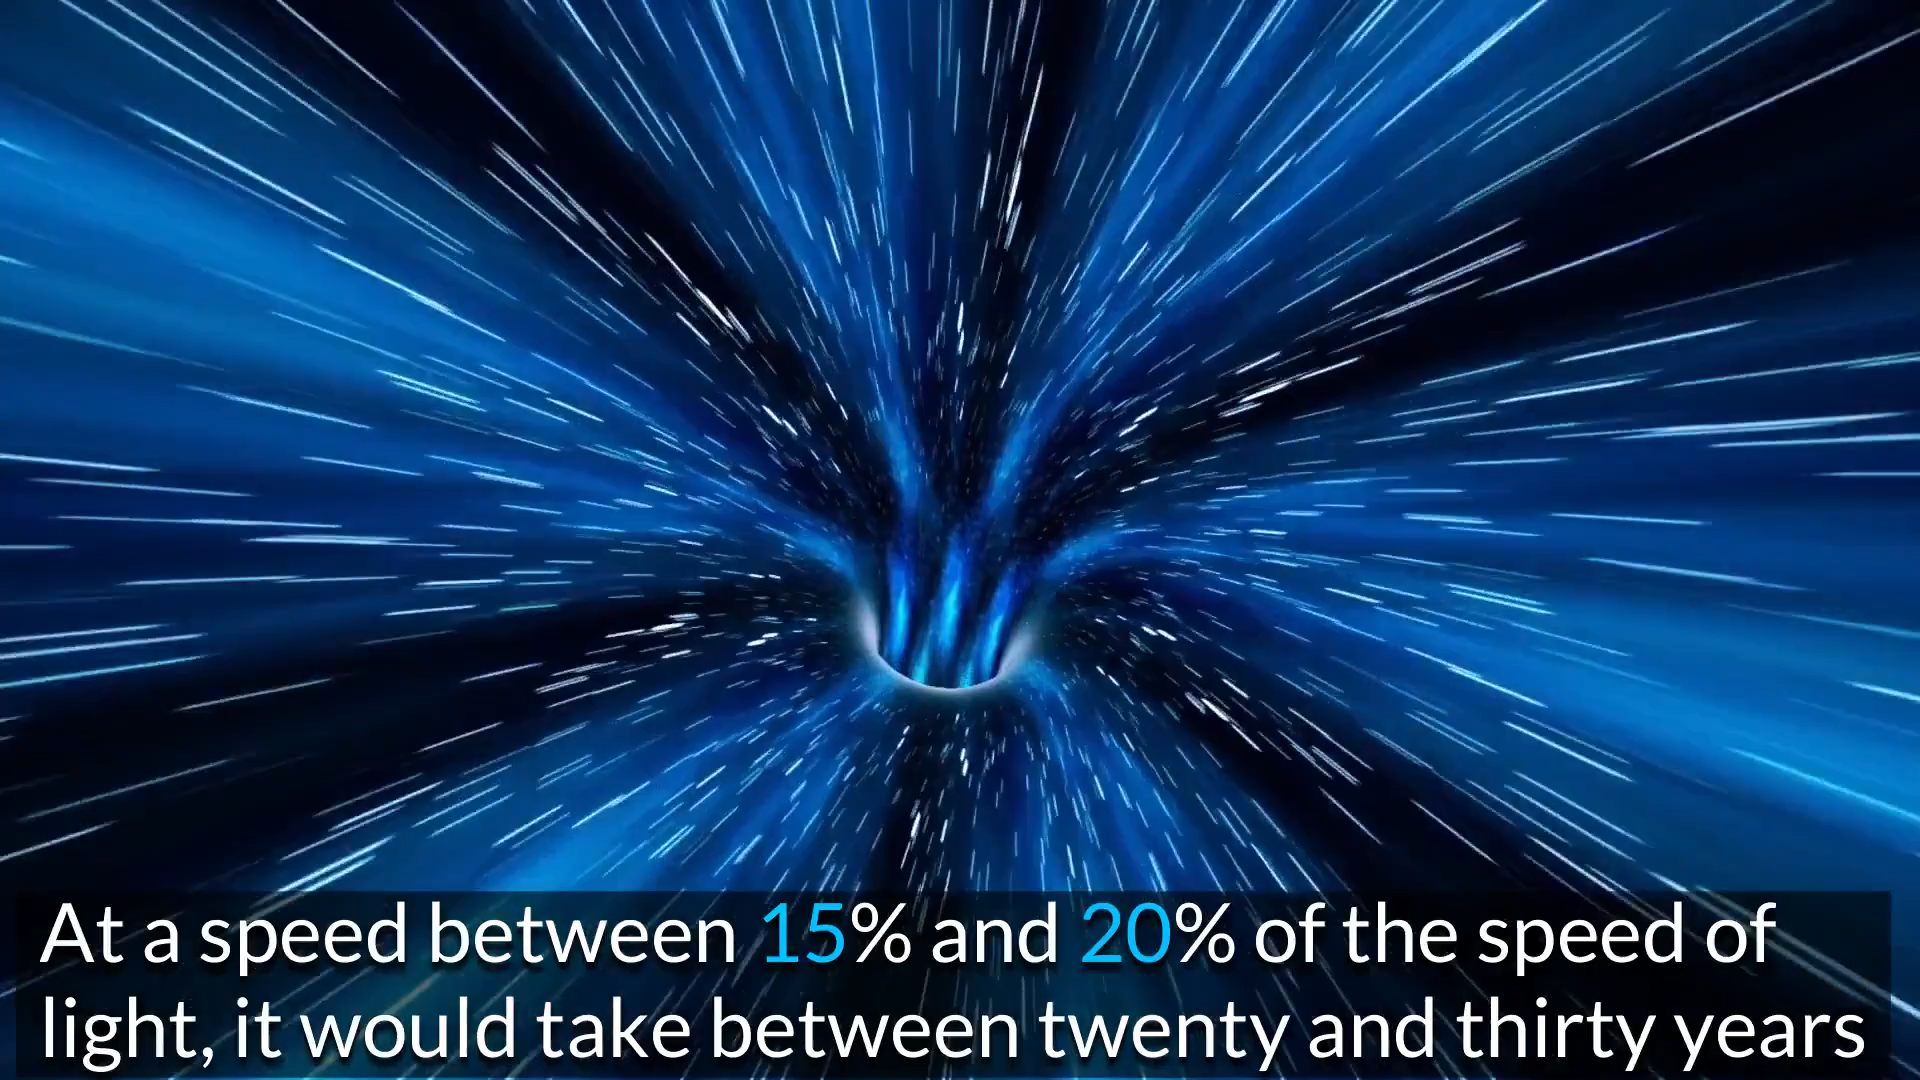 At a speed between 15% and 20% of the speed of
light, it would take between twenty and thirty years